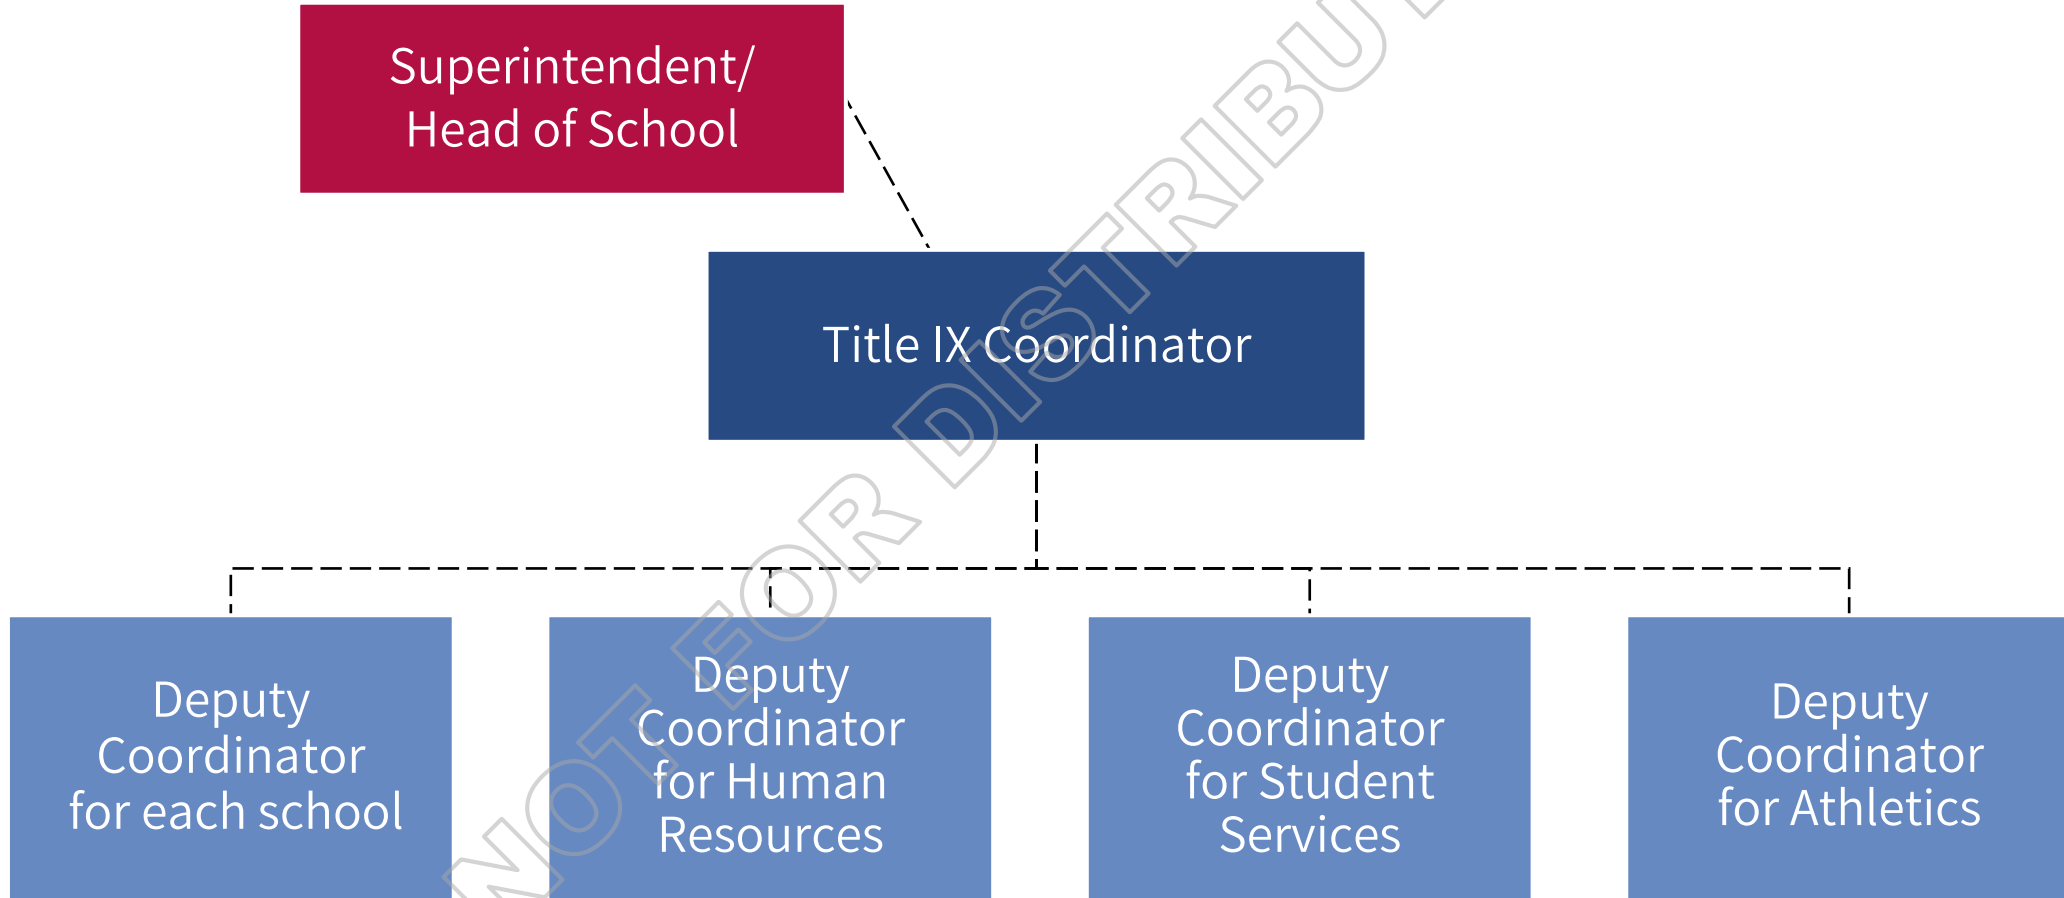 Superintendent/
Head of School
Title IX Coordinator
Deputy
Coordinator
for each school
Deputy
Coordinator
for Human
Resources
Deputy
Coordinator
for Student
Services
Deputy
Coordinator
for Athletics
NOT FOR DISTRIBUT